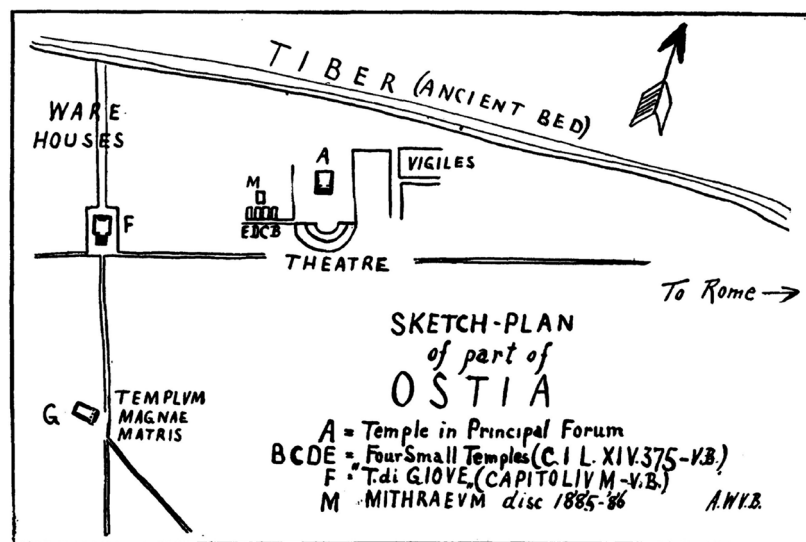 TIBER (ANCIENT BED)
WARE
HOUSES
A
VIGILES
M
EDCB
F
THEATRE
To Rome →
SKETCH-PLAN
of part of
OSTIA
G
TEMPLVM
MAGNAE
MATRIS
A = Temple in Principal Forum
BCDE = Four Small Temples (C.I L. XIV.375-V.B.)
F = "T. di GIOVE" (CAPITOLIVM-V.B.)
M MITHRAEVM disc 1885-'86
A.W.V.B.